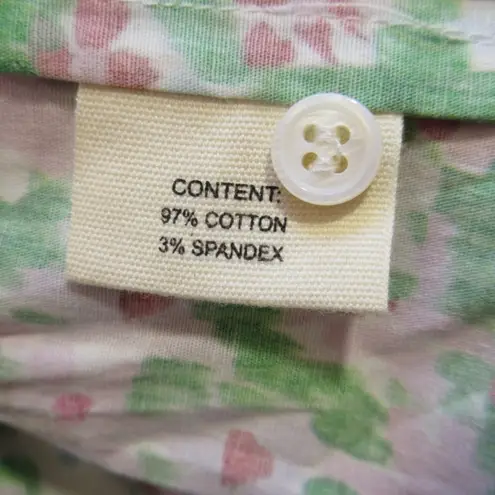 CONTENT:
97% COTTON
3% SPANDEX